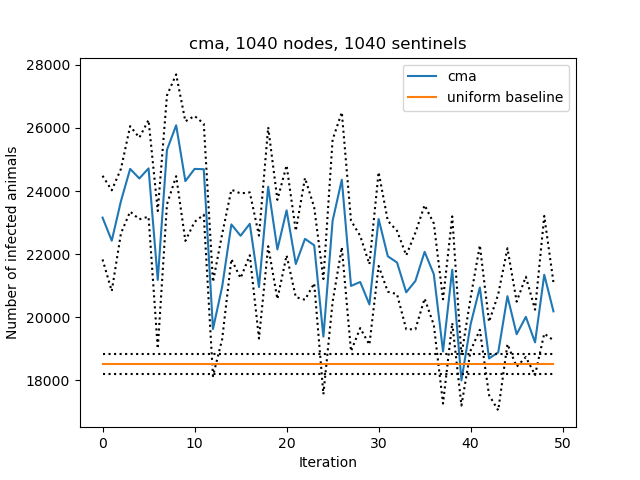 cma, 1040 nodes, 1040 sentinels
28000
26000
24000
22000
20000
18000
Number of infected animals
cma
uniform baseline
0
10
20
30
40
50
Iteration